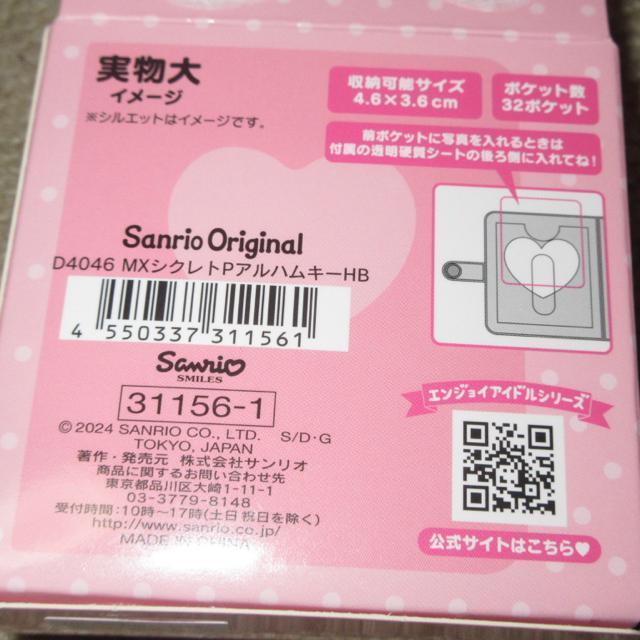 実物大
イメージ
※シルエットはイメージです。
収納可能サイズ
4.6×3.6cm
ポケット数
32ポケット
前ポケットに写真を入れるときは
付属の透明硬質シートの後ろ側に入れてね!
Sanrio Original
D4046 MXシクレトPアルハムキーHB
4 550337 311561
Sanrio
SMILES
31156-1
©2024 SANRIO CO., LTD. S/D・G
TOKYO, JAPAN
著作・発売元 株式会社サンリオ
商品に関するお問い合わせ先
東京都品川区大崎1-11-1
03-3779-8148
受付時間:10時〜17時(土日祝日を除く)
http://www.sanrio.co.jp/
MADE IN CHINA
エンジョイアイドルシリーズ
公式サイトはこちら♥